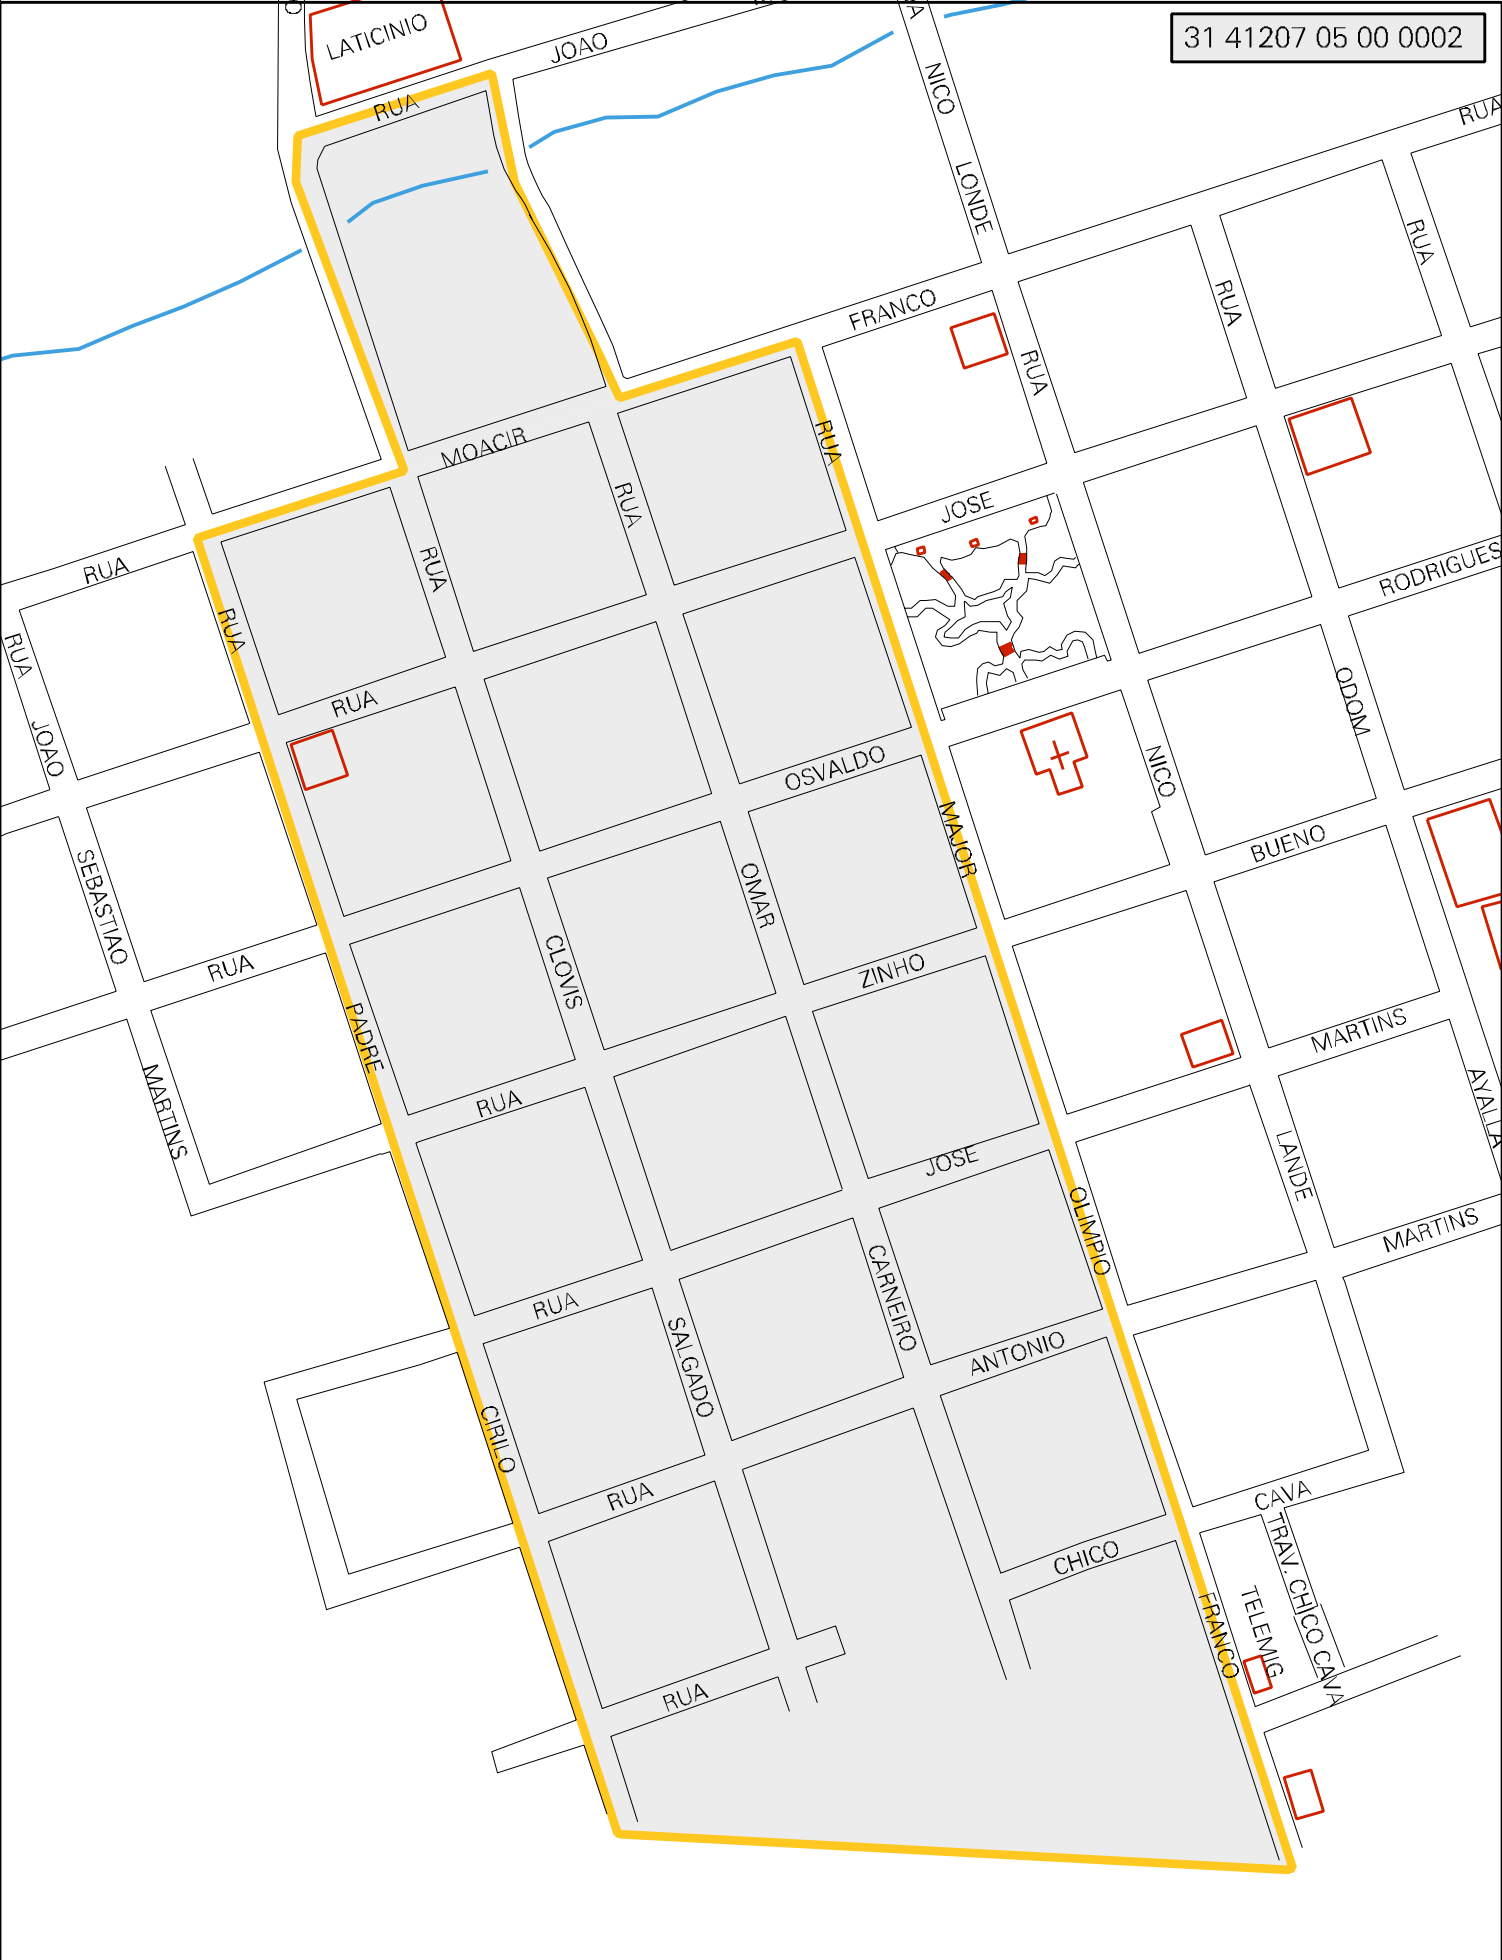 LATICINIO
JOAO
31 41207 05 00 0002
NICO
RUA
RUA
LONDE
RUA
RUA
FRANCO
RUA
RUA
MOACIR
RUA
JOSE
RUA
RUA
RODRIGUES
RUA
RUA
RUA
ODOM
JOAO
OSVALDO
NICO
MAJOR
BUENO
SEBASTIAO
OMAR
RUA
CLOVIS
ZINHO
PADRE
MARTINS
MARTINS
RUA
AYALLA
JOSE
LANDE
OLIMPIO
MARTINS
CARNEIRO
RUA
SALGADO
ANTONIO
CIRILO
RUA
CAVA
TRAV. CHICO CAVA
CHICO
FRANCO
TELEMIG
RUA